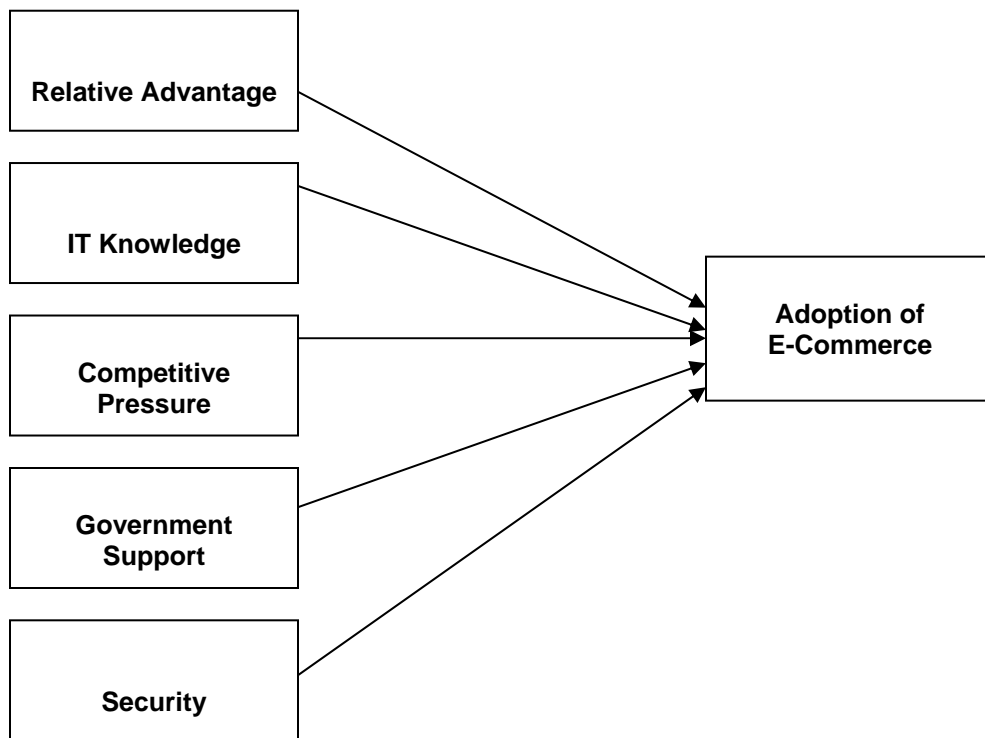 Relative Advantage
IT Knowledge
Competitive
Pressure
Government
Support
Security
Adoption of
E-Commerce